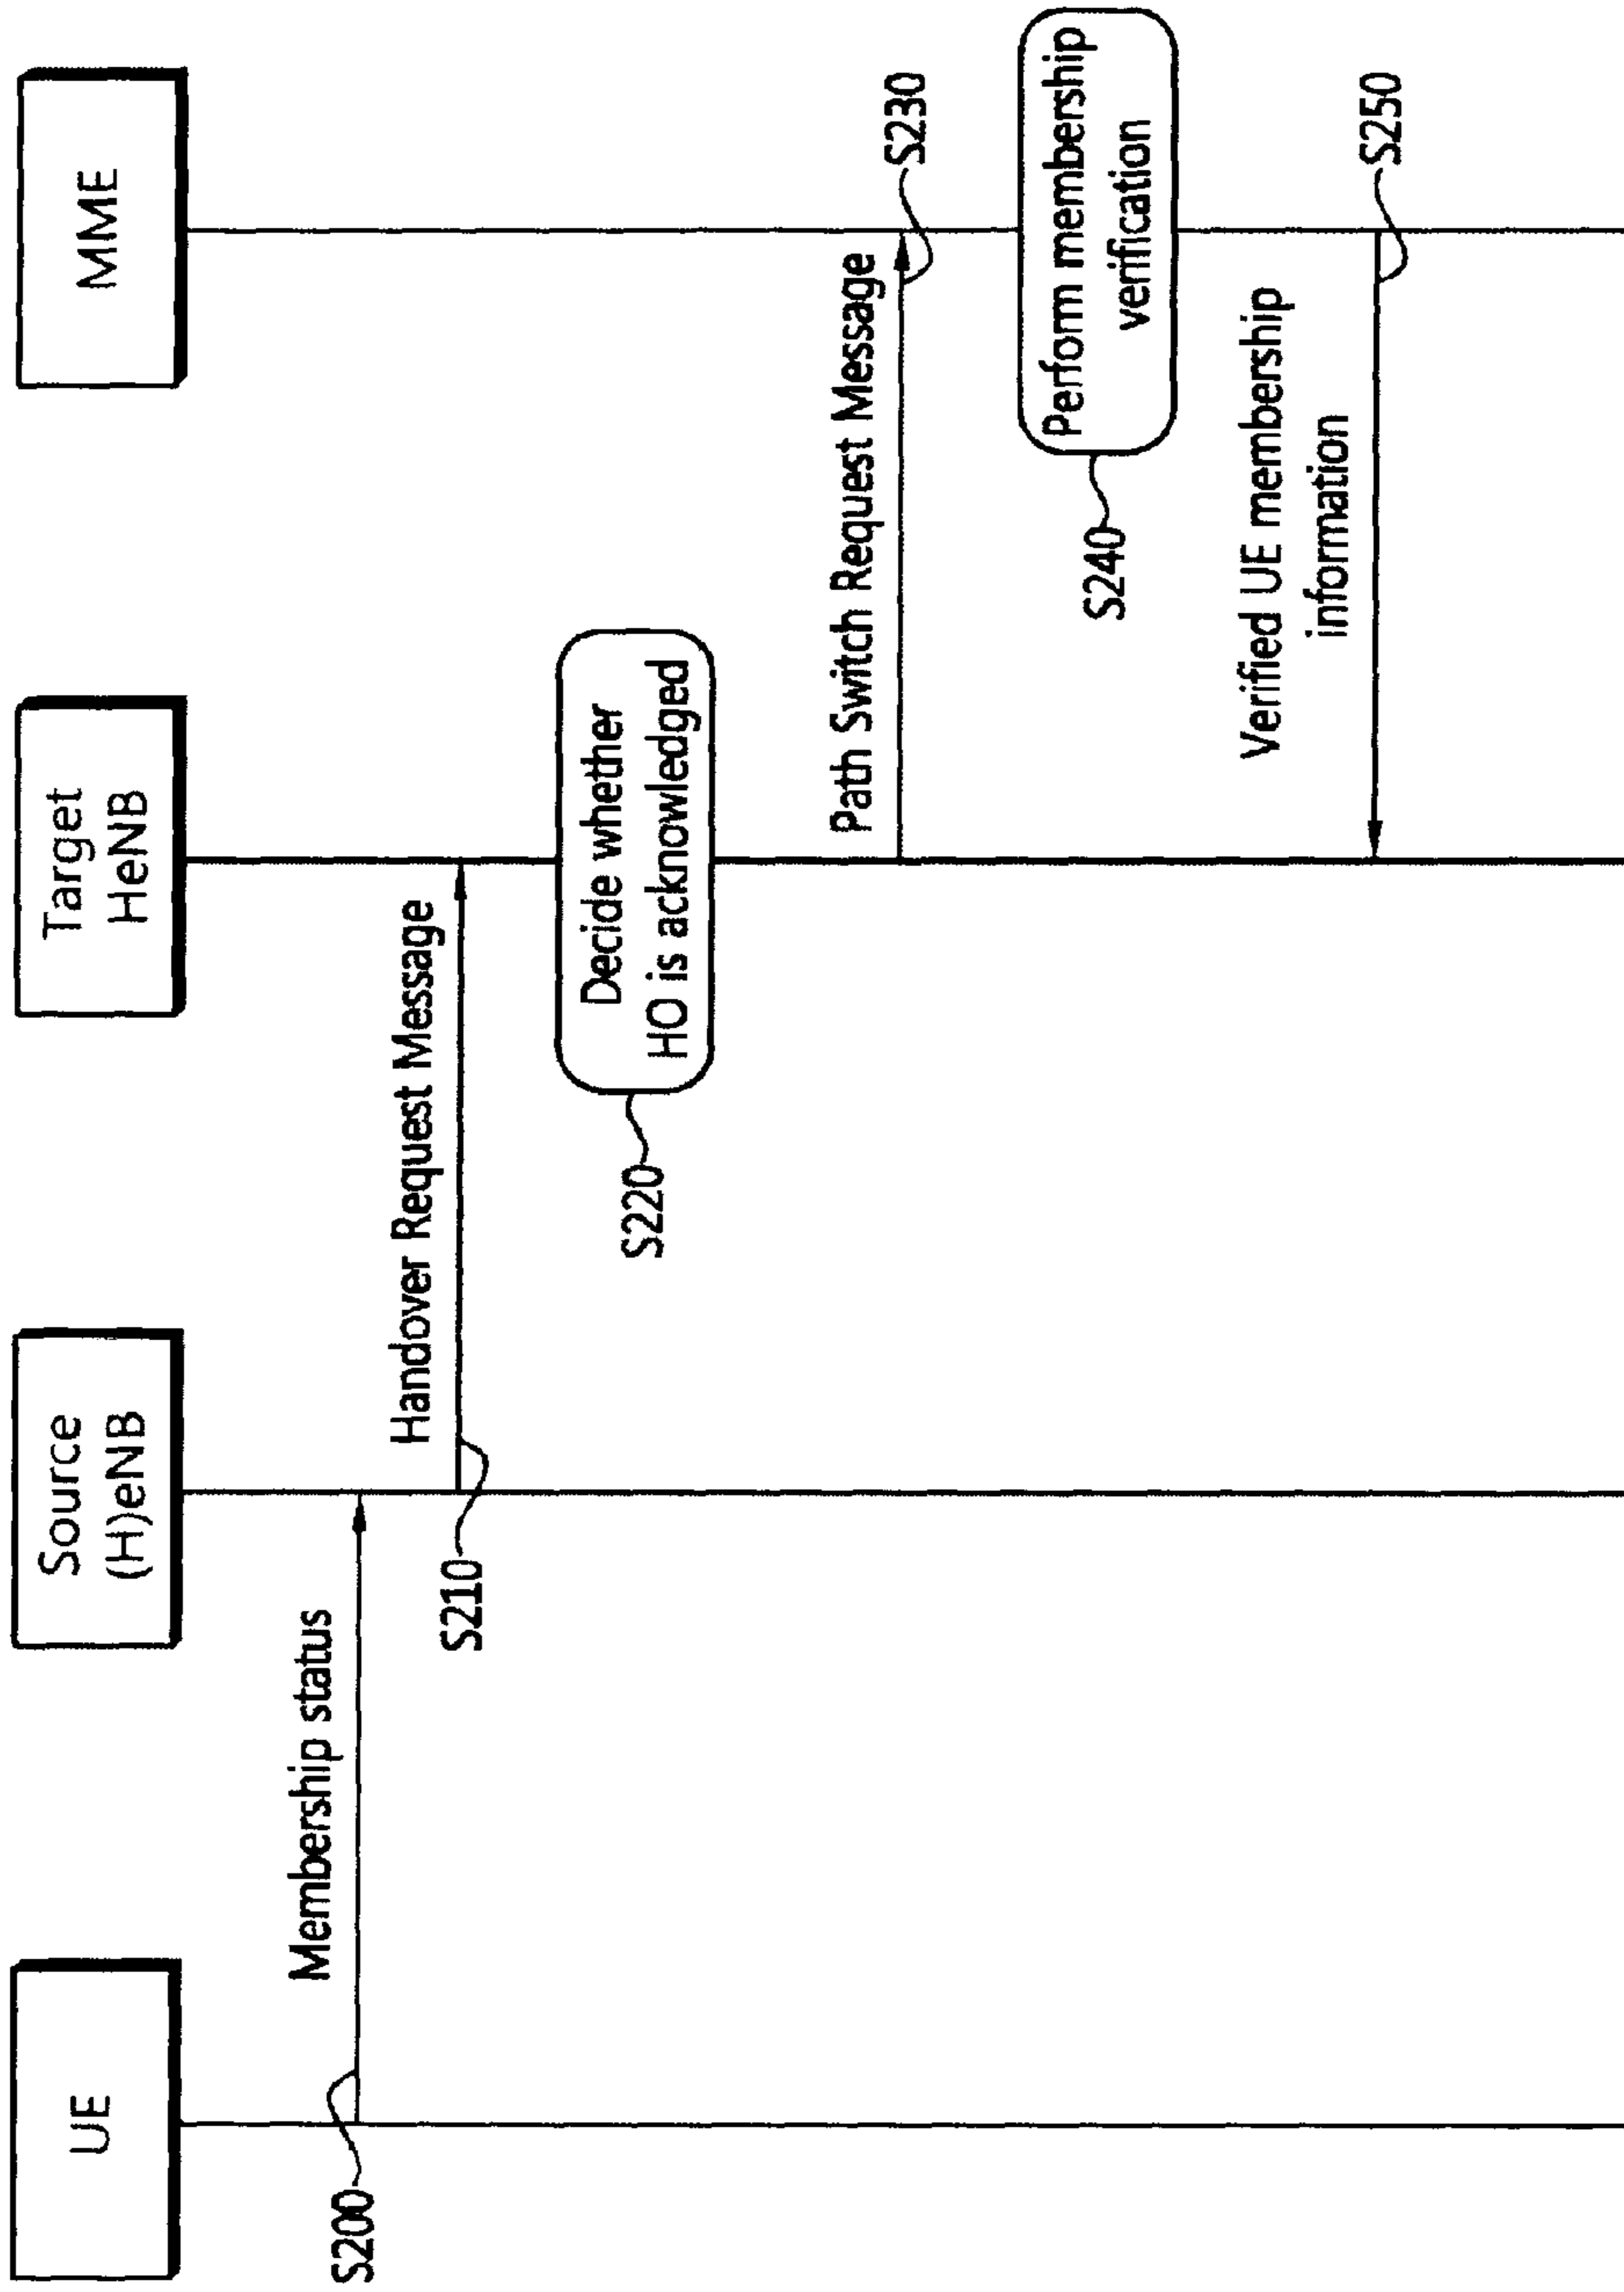 UE
Source
(H)eNB
Target
HeNB
MME
S200
Membership status
Handover Request Message
S210
Decide whether
HO is acknowledged
S220
Path Switch Request Message
S230
Perform membership
verification
S240
Verified UE membership
information
S250